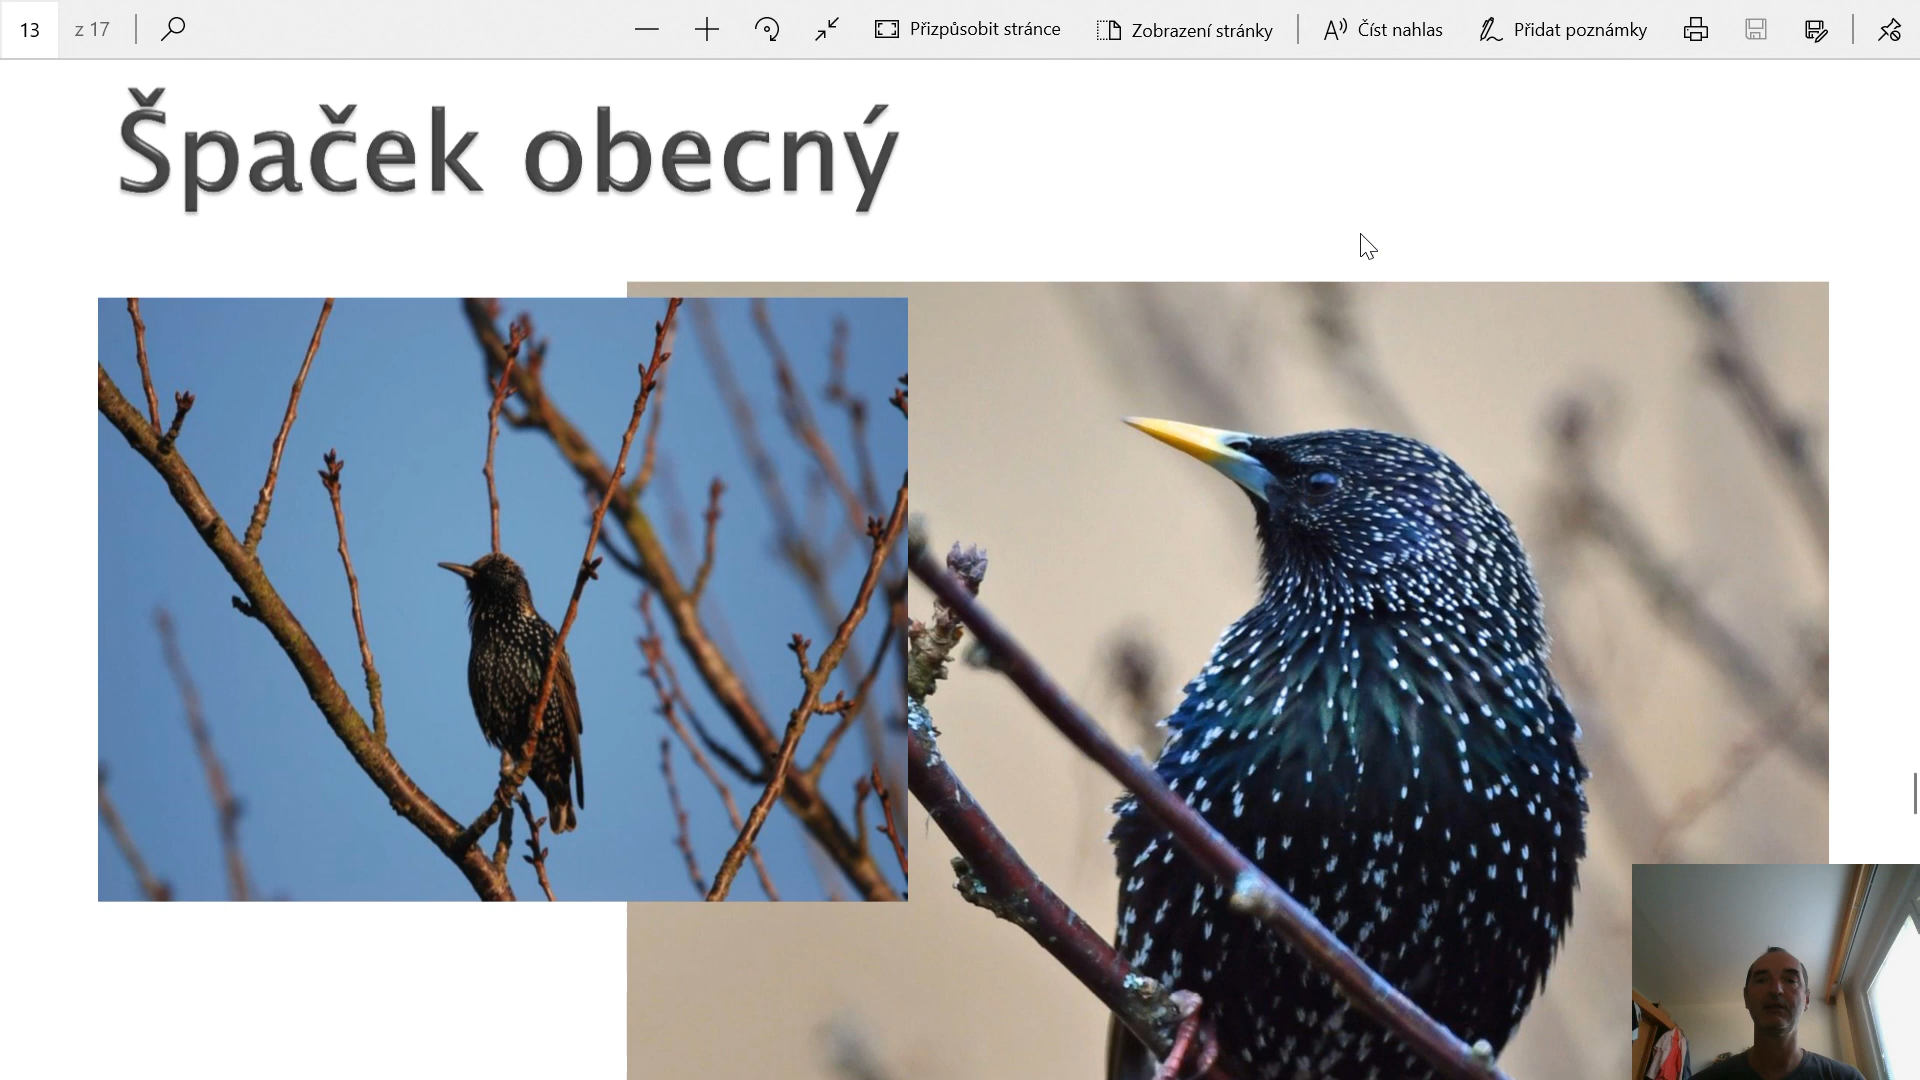 13 z 17 Přizpůsobit stránce Zobrazení stránky Číst nahlas Přidat poznámky
Špaček obecný